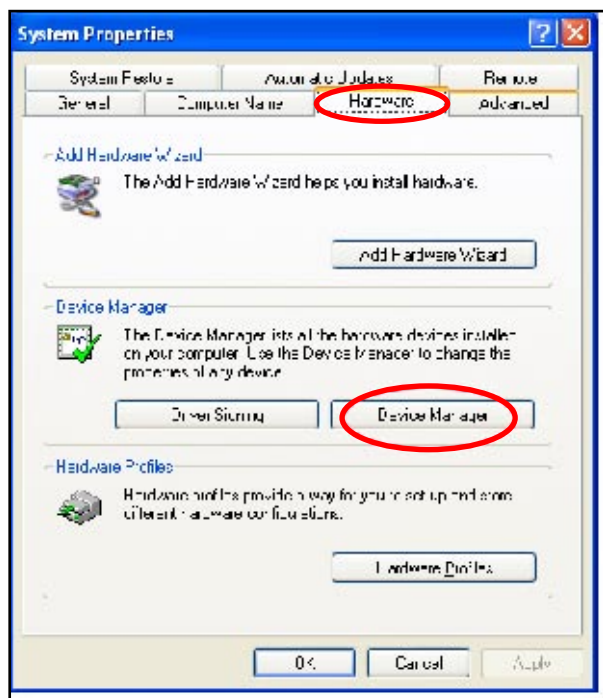 System Properties
System Restore Automatic Updates Remote
General Computer Name Hardware Advanced
Add Hardware Wizard
The Add Hardware Wizard helps you install hardware.
Add Hardware Wizard
Device Manager
The Device Manager lists all the hardware devices installed
on your computer. Use the Device Manager to change the
properties of any device.
Driver Signing Device Manager
Hardware Profiles
Hardware profiles provide a way for you to set up and store
different hardware configurations.
Hardware Profiles
OK Cancel Apply